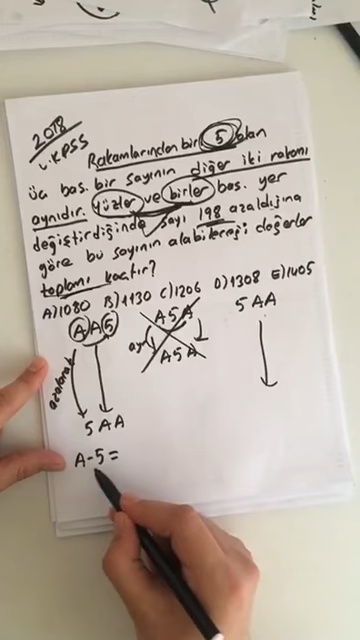 2018
L.KPSS
Rakamlarından biri 5 olan
üç bas. bir sayının diğer iki rakamı
aynıdır. Yüzler ve birler bas. yer
değiştirdiğinde sayı 198 azaldığına
göre bu sayının alabileceği değerler
toplamı kaçtır?
A)1080 B)1130 C)1206 D)1308 E)1405
AA5 A5A 5AA
azalarak
A5A
5AA
A-5=